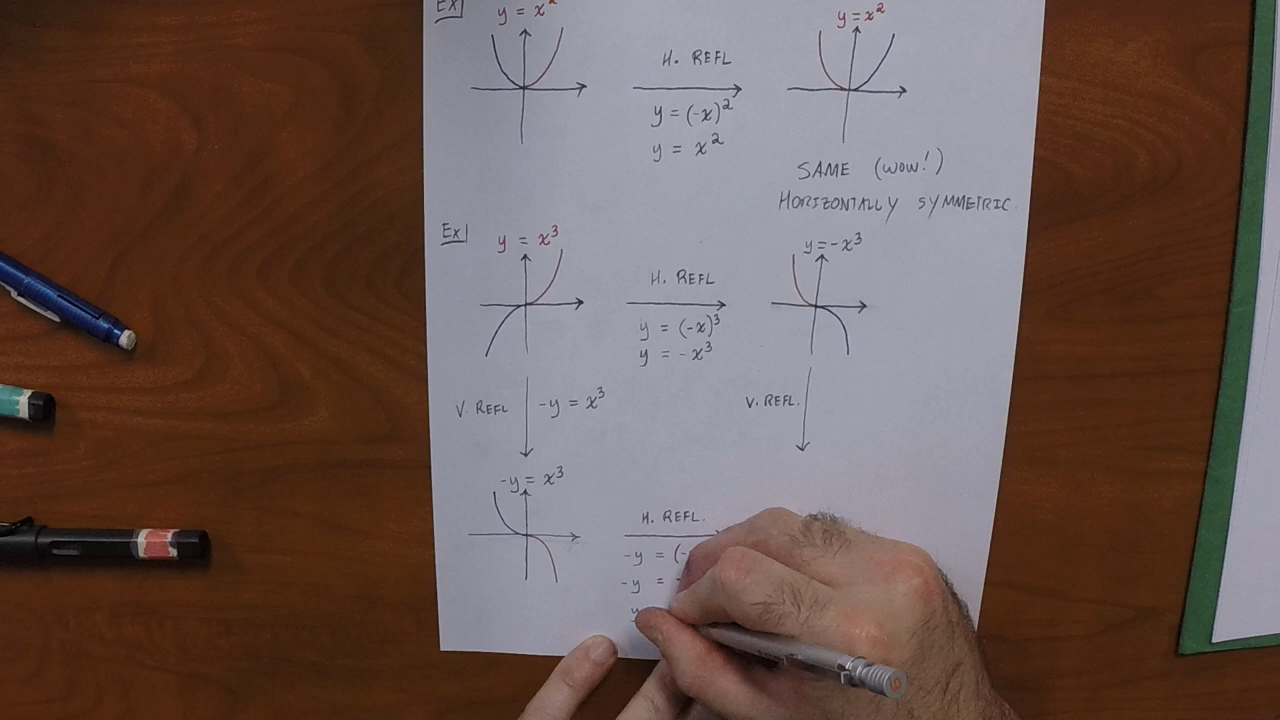 Ex
y = x²
y = x²
H. REFL
y = (-x)²
y = x²
SAME (WOW!)
HORIZONTALLY SYMMETRIC.
Ex
y = x³
H. REFL
y = (-x)³
y = -x³
y = -x³
V. REFL
-y = x³
V. REFL.
-y = x³
H. REFL.
-y = (-
-y = -
y